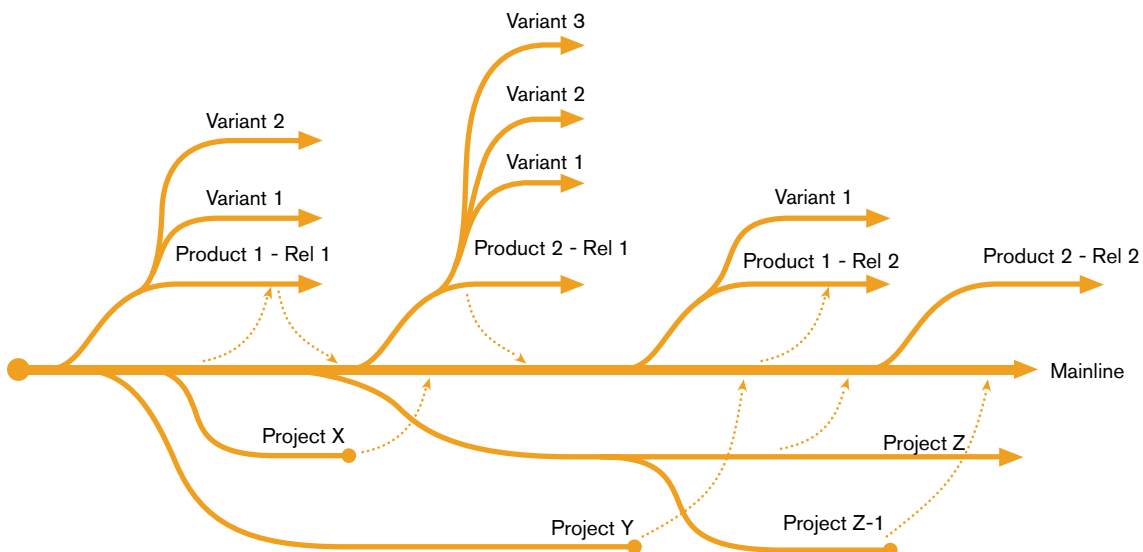 Variant 3
Variant 2
Variant 2
Variant 1
Variant 1
Variant 1
Product 1 - Rel 1
Product 2 - Rel 1
Product 1 - Rel 2
Product 2 - Rel 2
Mainline
Project X
Project Z
Project Y
Project Z-1